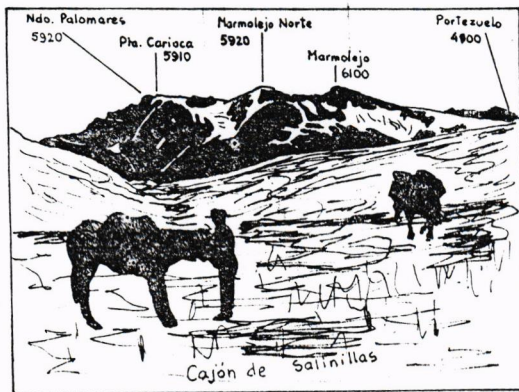 Ndo. Palomares
5920
Pta. Carioca
5910
Marmolejo Norte
5920
Marmolejo
6100
Portezuelo
4900
Cajón de Salinillas